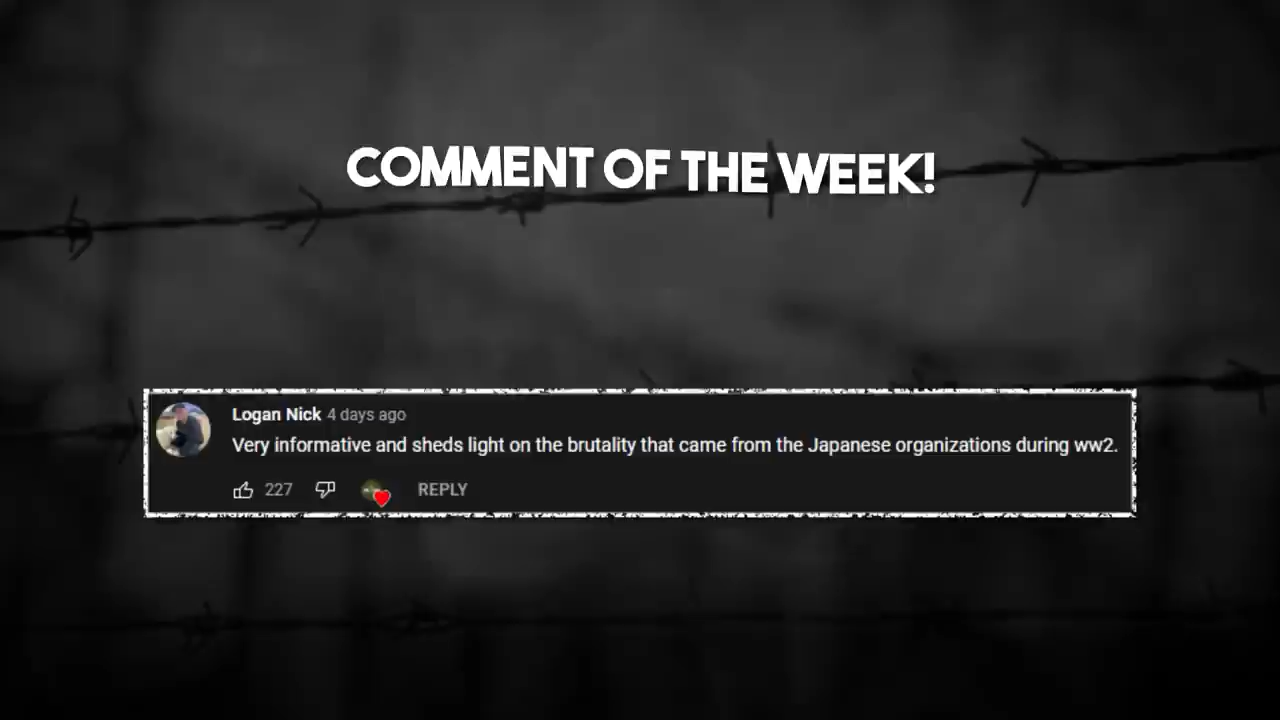 COMMENT OF THE WEEK!
Logan Nick 4 days ago
Very informative and sheds light on the brutality that came from the Japanese organizations during ww2.
227 REPLY